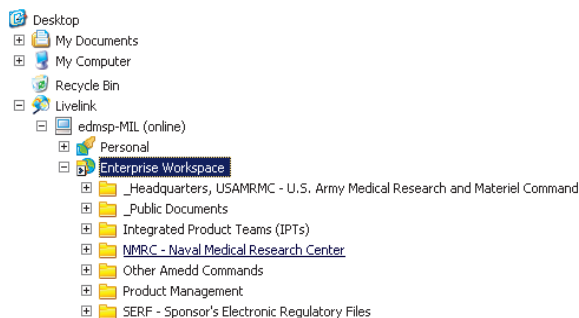 Desktop
My Documents
My Computer
Recycle Bin
Livelink
edmsp-MIL (online)
Personal
Enterprise Workspace
_Headquarters, USAMRMC - U.S. Army Medical Research and Materiel Command
_Public Documents
Integrated Product Teams (IPTs)
NMRC - Naval Medical Research Center
Other Amedd Commands
Product Management
SERF - Sponsor's Electronic Regulatory Files